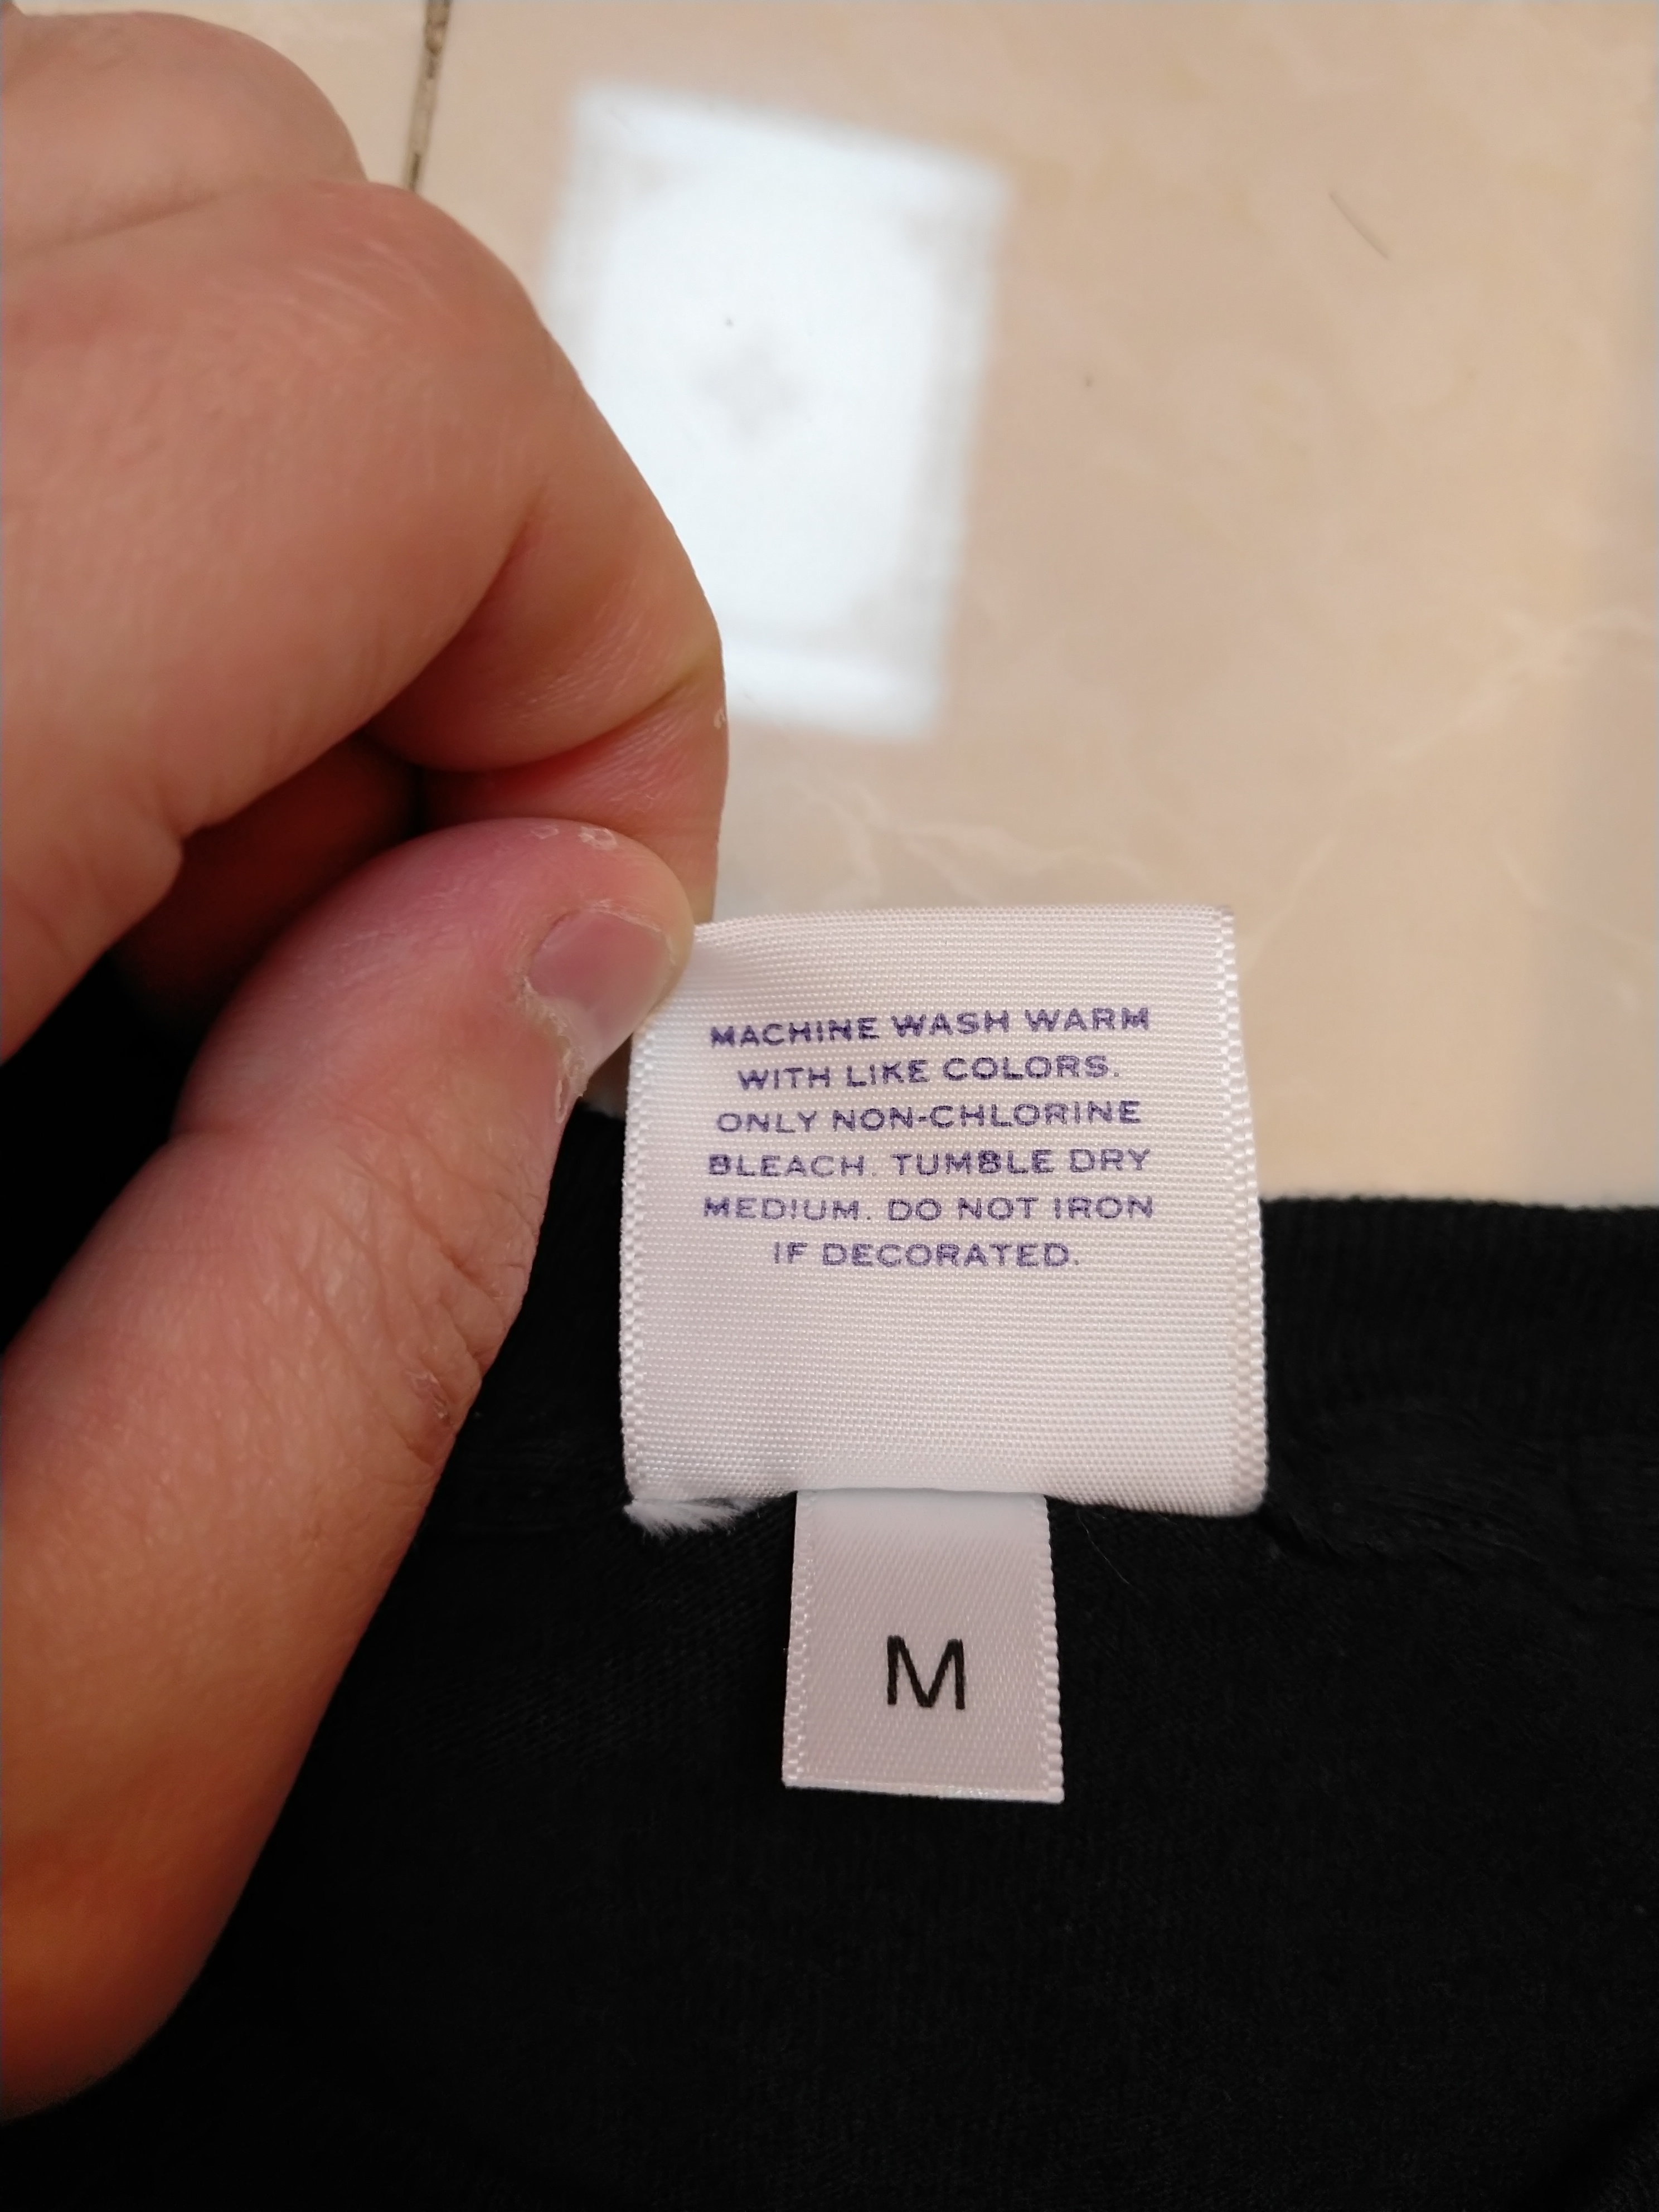 MACHINE WASH WARM
WITH LIKE COLORS.
ONLY NON-CHLORINE
BLEACH. TUMBLE DRY
MEDIUM. DO NOT IRON
IF DECORATED.
M